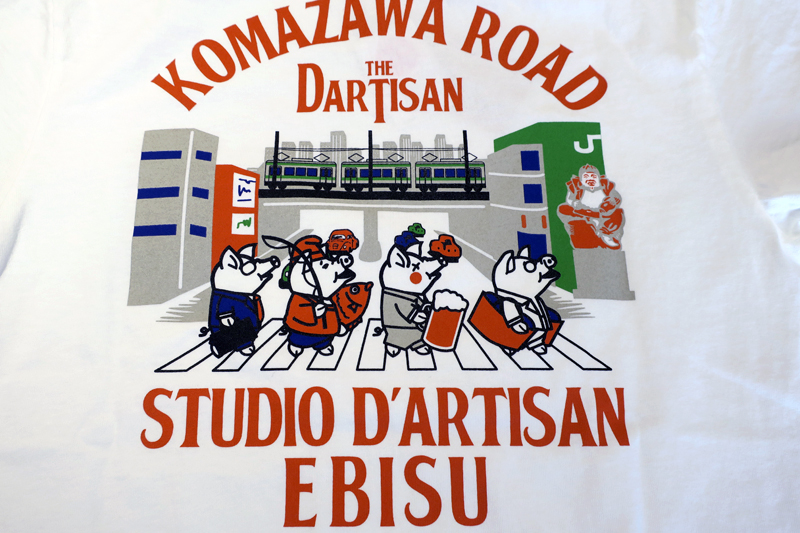 KOMAZAWA ROAD
THE
DARTISAN
STUDIO D'ARTISAN
EBISU